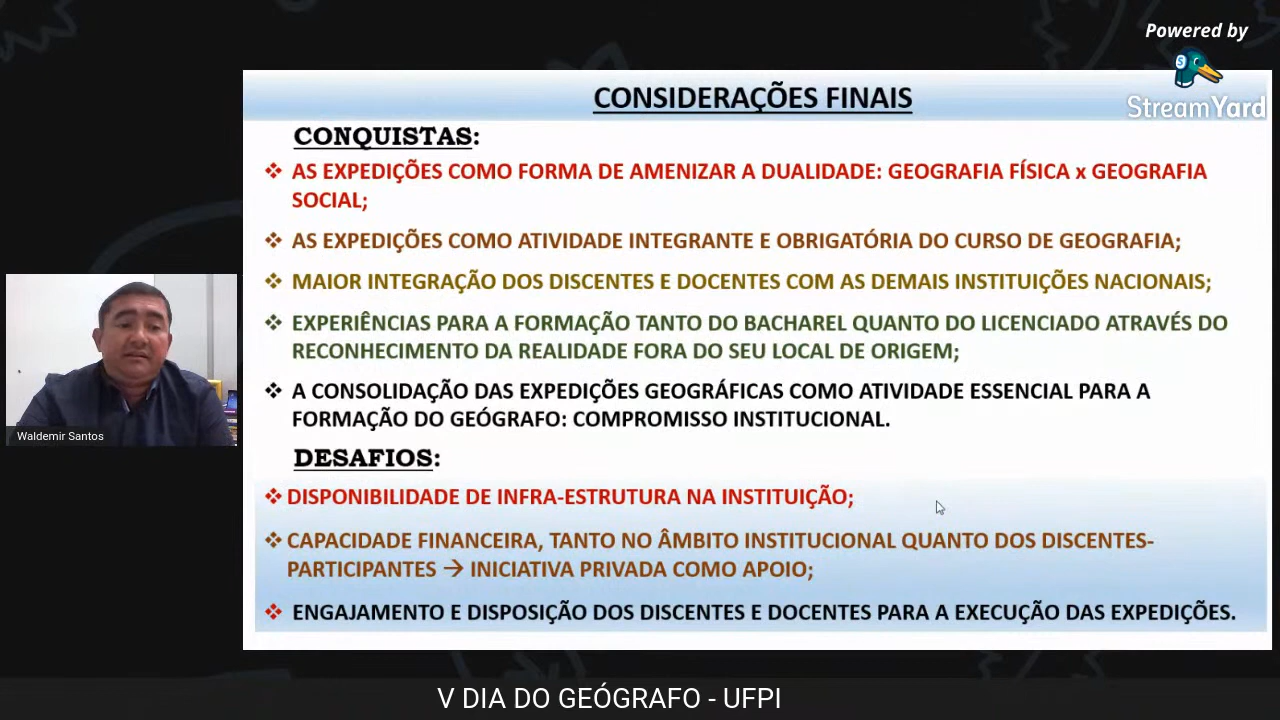 Powered by
StreamYard
CONSIDERAÇÕES FINAIS
CONQUISTAS:
❖ AS EXPEDIÇÕES COMO FORMA DE AMENIZAR A DUALIDADE: GEOGRAFIA FÍSICA x GEOGRAFIA
SOCIAL;
❖ AS EXPEDIÇÕES COMO ATIVIDADE INTEGRANTE E OBRIGATÓRIA DO CURSO DE GEOGRAFIA;
❖ MAIOR INTEGRAÇÃO DOS DISCENTES E DOCENTES COM AS DEMAIS INSTITUIÇÕES NACIONAIS;
❖ EXPERIÊNCIAS PARA A FORMAÇÃO TANTO DO BACHAREL QUANTO DO LICENCIADO ATRAVÉS DO
RECONHECIMENTO DA REALIDADE FORA DO SEU LOCAL DE ORIGEM;
❖ A CONSOLIDAÇÃO DAS EXPEDIÇÕES GEOGRÁFICAS COMO ATIVIDADE ESSENCIAL PARA A
FORMAÇÃO DO GEÓGRAFO: COMPROMISSO INSTITUCIONAL.
DESAFIOS:
❖ DISPONIBILIDADE DE INFRA-ESTRUTURA NA INSTITUIÇÃO;
❖ CAPACIDADE FINANCEIRA, TANTO NO ÂMBITO INSTITUCIONAL QUANTO DOS DISCENTES-
PARTICIPANTES → INICIATIVA PRIVADA COMO APOIO;
❖ ENGAJAMENTO E DISPOSIÇÃO DOS DISCENTES E DOCENTES PARA A EXECUÇÃO DAS EXPEDIÇÕES.
Waldemir Santos
V DIA DO GEÓGRAFO - UFPI